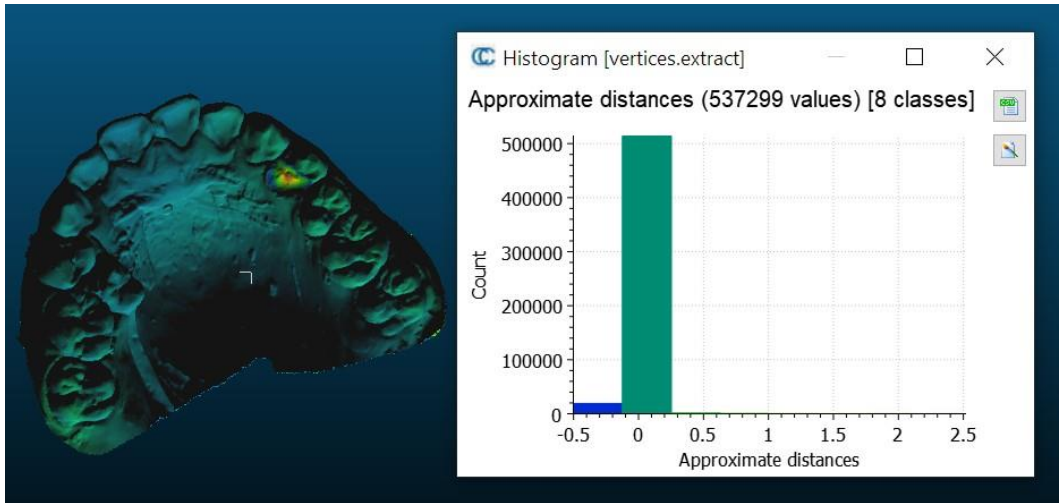 Histogram [vertices.extract]
Approximate distances (537299 values) [8 classes]
500000
400000
300000
200000
100000
0
Count
-0.5 0 0.5 1 1.5 2 2.5
Approximate distances